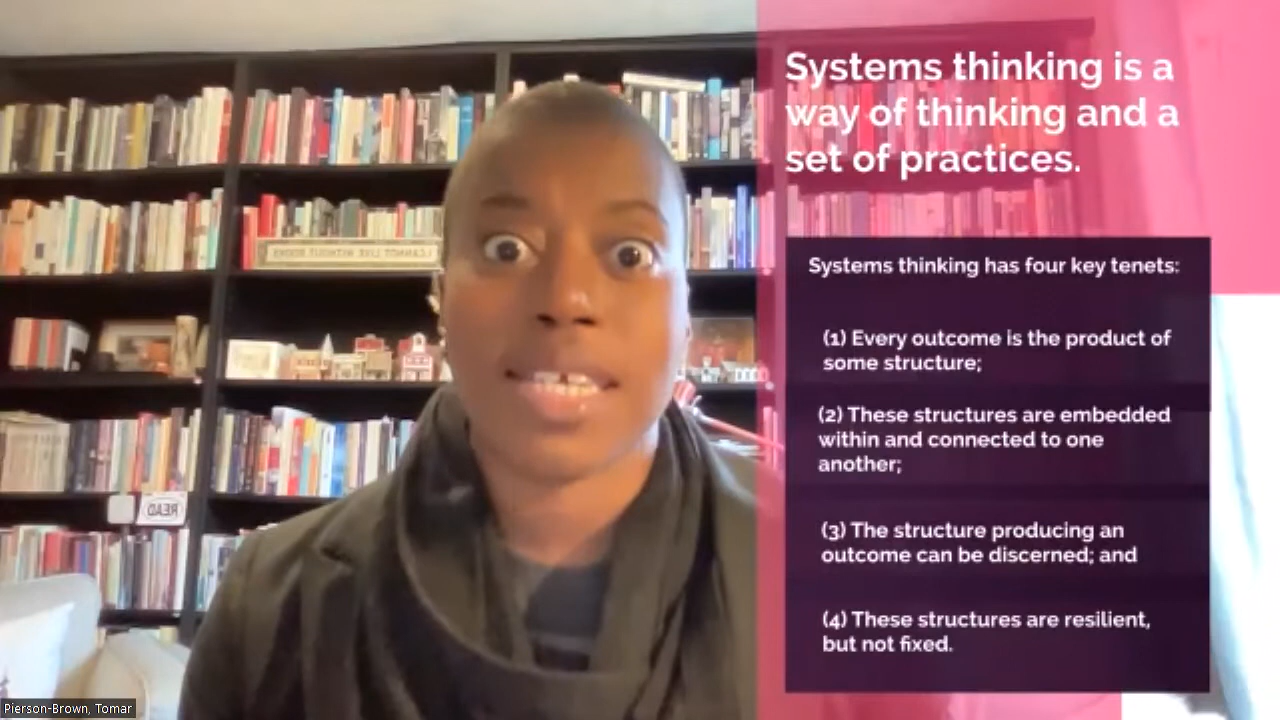 Systems thinking is a
way of thinking and a
set of practices.
Systems thinking has four key tenets:
(1) Every outcome is the product of
some structure;
(2) These structures are embedded
within and connected to one
another;
(3) The structure producing an
outcome can be discerned; and
(4) These structures are resilient,
but not fixed.
I CANNOT LIVE WITHOUT BOOKS
READ
Pierson-Brown, Tomar